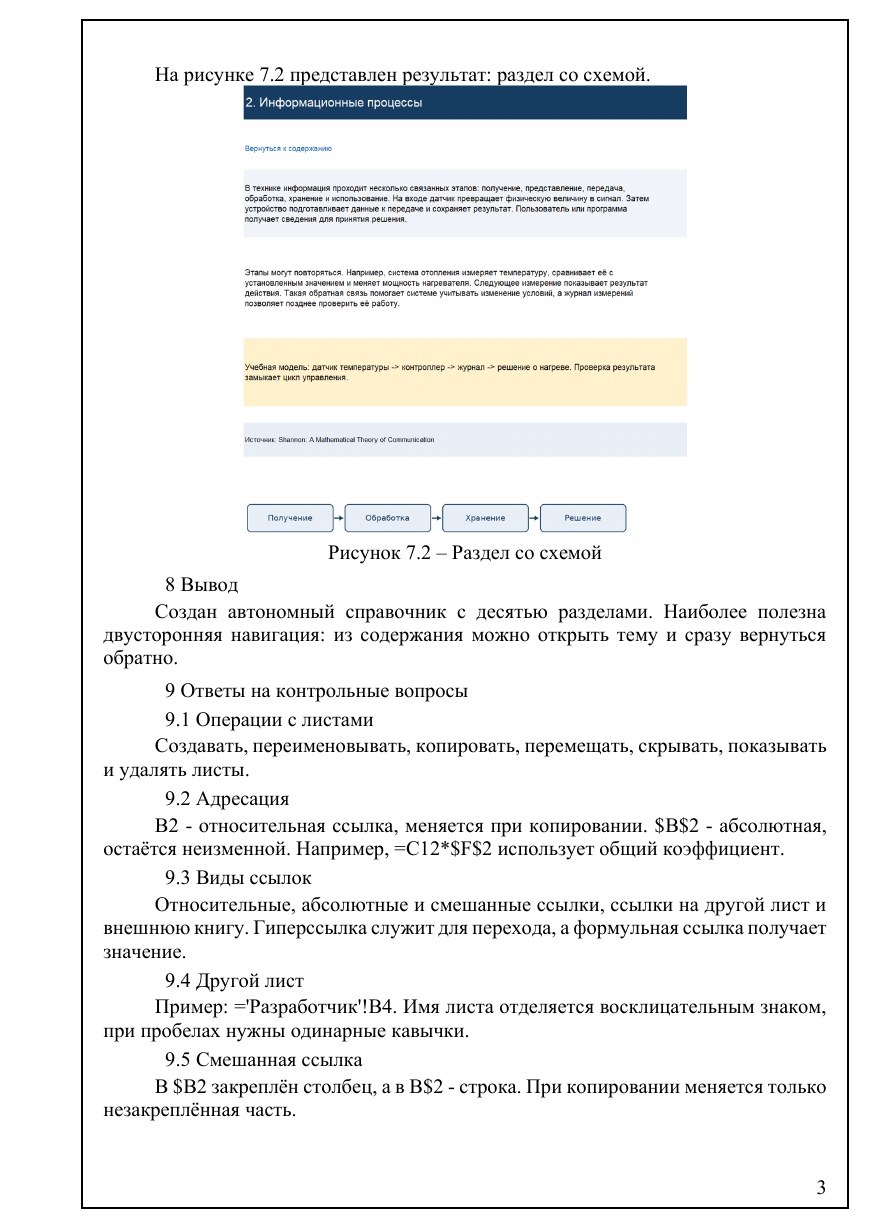 На рисунке 7.2 представлен результат: раздел со схемой.
2. Информационные процессы
Вернуться к содержанию
В технике информация проходит несколько связанных этапов: получение, представление, передача,
обработка, хранение и использование. На входе датчик превращает физическую величину в сигнал. Затем
устройство подготавливает данные к передаче и сохраняет результат. Пользователь или программа
получает сведения для принятия решения.
Этапы могут повторяться. Например, система отопления измеряет температуру, сравнивает её с
установленным значением и меняет мощность нагревателя. Следующее измерение показывает результат
действия. Такая обратная связь помогает системе учитывать изменение условий, а журнал измерений
позволяет позднее проверить её работу.
Учебная модель: датчик температуры -> контроллер -> журнал -> решение о нагреве. Проверка результата
замыкает цикл управления.
Источник: Shannon: A Mathematical Theory of Communication
Получение Обработка Хранение Решение
Рисунок 7.2 – Раздел со схемой
8 Вывод
Создан автономный справочник с десятью разделами. Наиболее полезна
двусторонняя навигация: из содержания можно открыть тему и сразу вернуться
обратно.
9 Ответы на контрольные вопросы
9.1 Операции с листами
Создавать, переименовывать, копировать, перемещать, скрывать, показывать
и удалять листы.
9.2 Адресация
B2 - относительная ссылка, меняется при копировании. $B$2 - абсолютная,
остаётся неизменной. Например, =C12*$F$2 использует общий коэффициент.
9.3 Виды ссылок
Относительные, абсолютные и смешанные ссылки, ссылки на другой лист и
внешнюю книгу. Гиперссылка служит для перехода, а формульная ссылка получает
значение.
9.4 Другой лист
Пример: ='Разработчик'!B4. Имя листа отделяется восклицательным знаком,
при пробелах нужны одинарные кавычки.
9.5 Смешанная ссылка
В $B2 закреплён столбец, а в B$2 - строка. При копировании меняется только
незакреплённая часть.
3